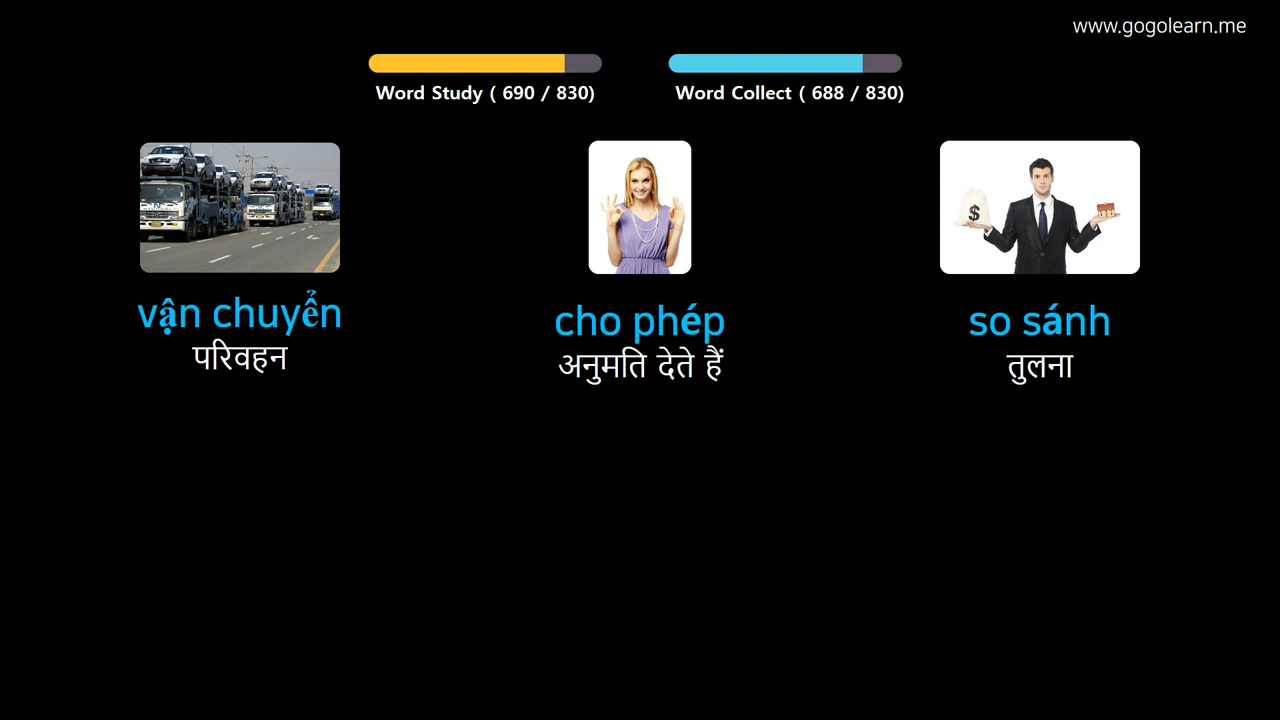 www.gogolearn.me
Word Study ( 690 / 830)
Word Collect ( 688 / 830)
vận chuyển
परिवहन
cho phép
अनुमति देते हैं
so sánh
तुलना
$